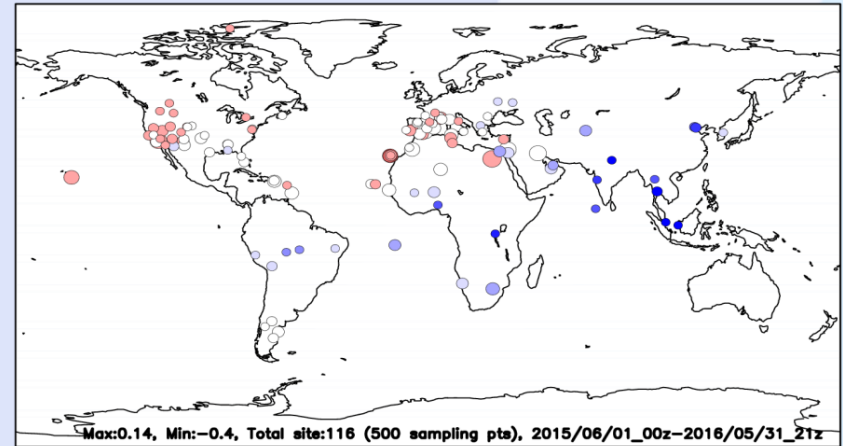 Max:0.14, Min:−0.4, Total site:116 (500 sampling pts), 2015/06/01_00z−2016/05/31_21z